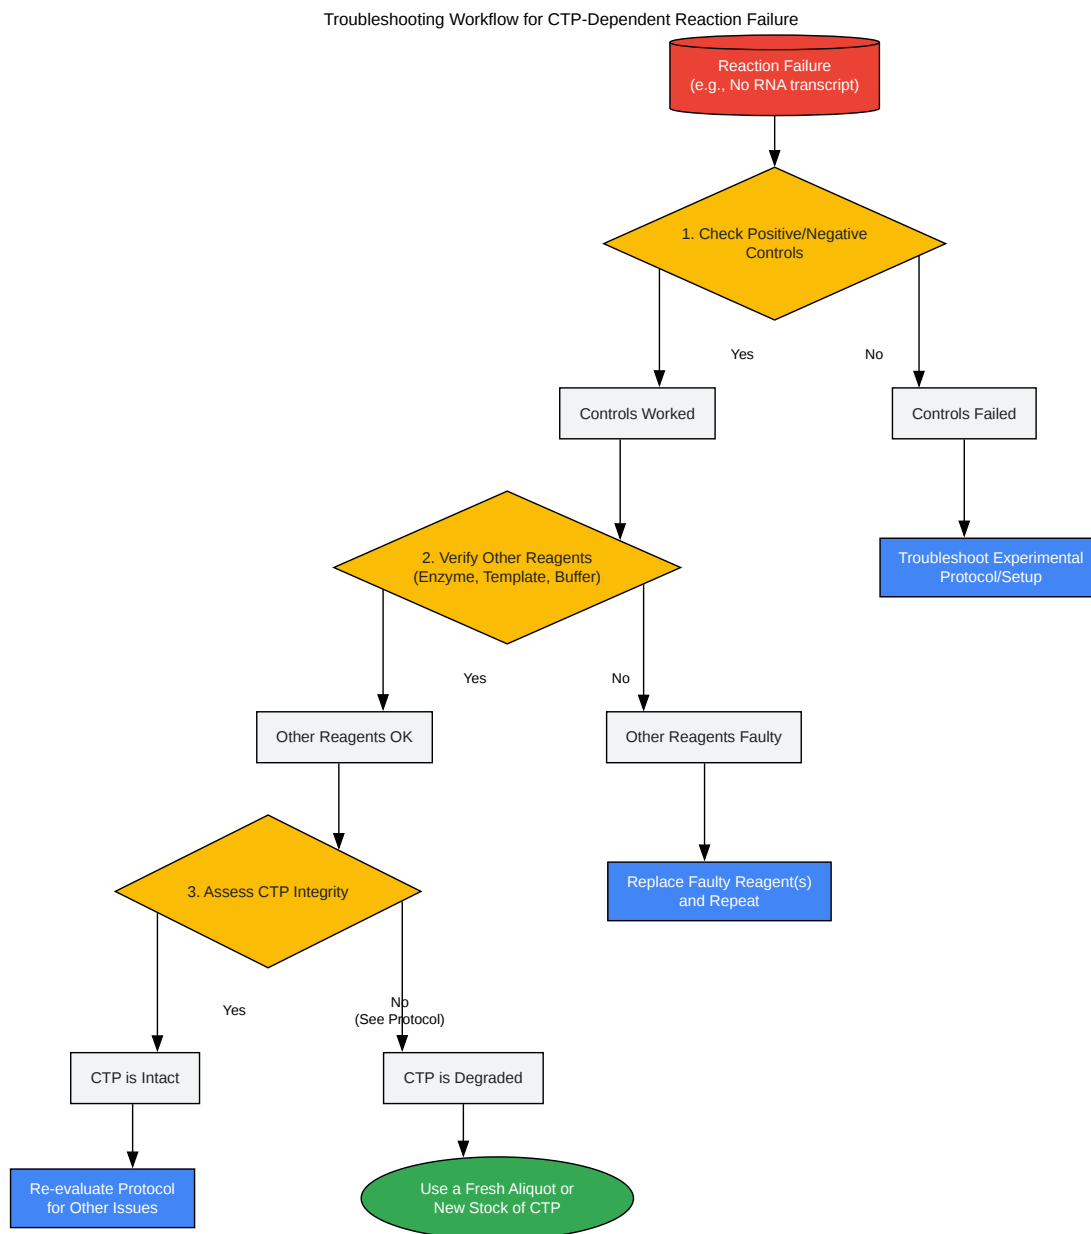 Troubleshooting Workflow for CTP-Dependent Reaction Failure
Reaction Failure
(e.g., No RNA transcript)
1. Check Positive/Negative
Controls
Yes
No
Controls Worked
Controls Failed
2. Verify Other Reagents
(Enzyme, Template, Buffer)
Troubleshoot Experimental
Protocol/Setup
Yes
No
Other Reagents OK
Other Reagents Faulty
3. Assess CTP Integrity
Replace Faulty Reagent(s)
and Repeat
Yes
No
(See Protocol)
CTP is Intact
CTP is Degraded
Re-evaluate Protocol
for Other Issues
Use a Fresh Aliquot or
New Stock of CTP